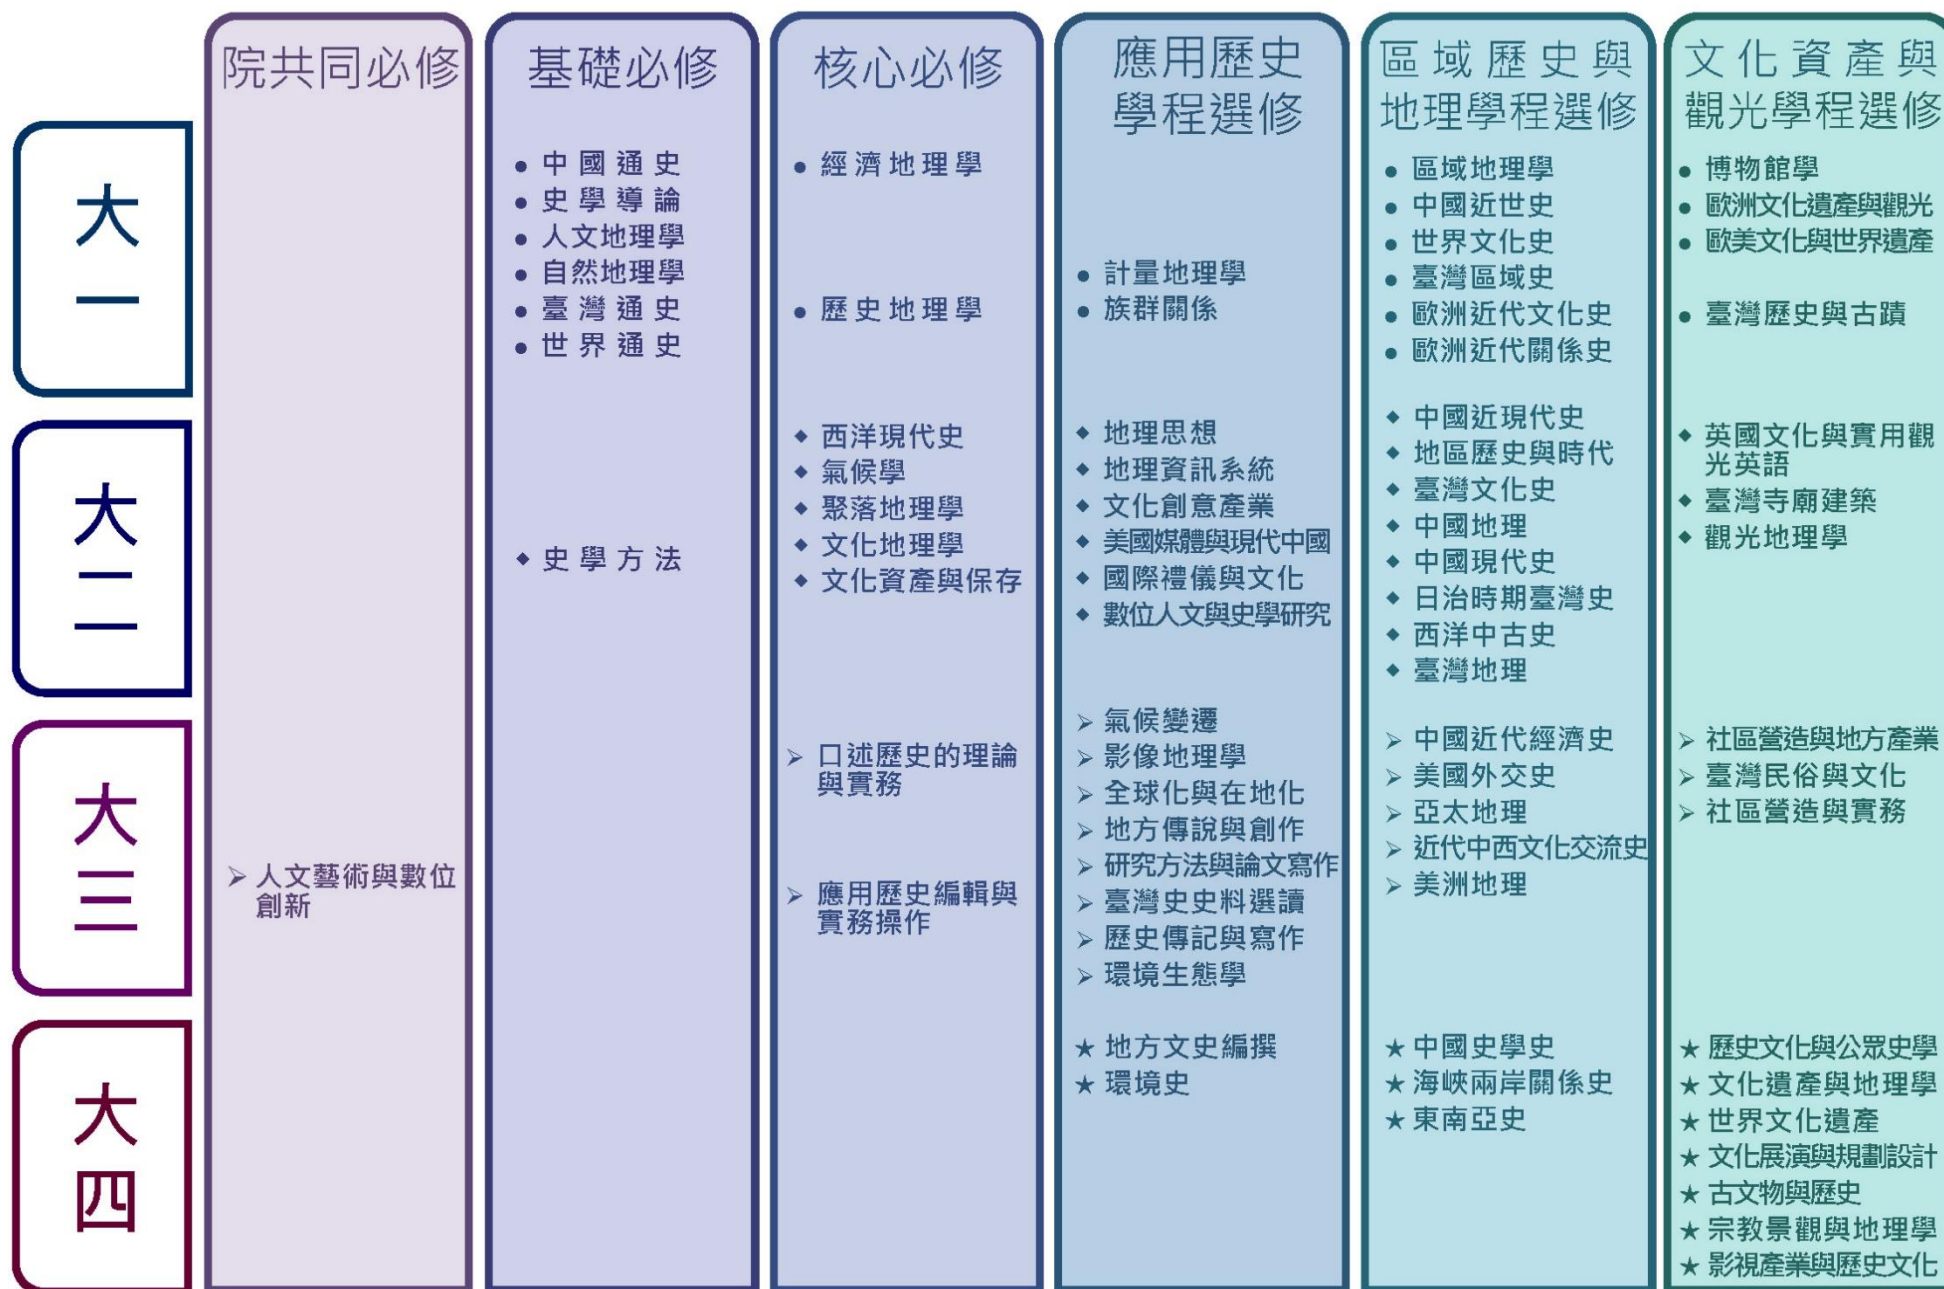 院共同必修
基礎必修
核心必修
應用歷史
學程選修
區域歷史與
地理學程選修
文化資產與
觀光學程選修
大一
● 中國通史
● 史學導論
● 人文地理學
● 自然地理學
● 臺灣通史
● 世界通史
● 經濟地理學
● 歷史地理學
● 計量地理學
● 族群關係
● 區域地理學
● 中國近世史
● 世界文化史
● 臺灣區域史
● 歐洲近代文化史
● 歐洲近代關係史
● 博物館學
● 歐洲文化遺產與觀光
● 歐美文化與世界遺產
● 臺灣歷史與古蹟
大二
◆ 史學方法
◆ 西洋現代史
◆ 氣候學
◆ 聚落地理學
◆ 文化地理學
◆ 文化資產與保存
◆ 地理思想
◆ 地理資訊系統
◆ 文化創意產業
◆ 美國媒體與現代中國
◆ 國際禮儀與文化
◆ 數位人文與史學研究
◆ 中國近現代史
◆ 地區歷史與時代
◆ 臺灣文化史
◆ 中國地理
◆ 中國現代史
◆ 日治時期臺灣史
◆ 西洋中古史
◆ 臺灣地理
◆ 英國文化與實用觀
光英語
◆ 臺灣寺廟建築
◆ 觀光地理學
大三
➢ 人文藝術與數位
創新
➢ 口述歷史的理論
與實務
➢ 應用歷史編輯與
實務操作
➢ 氣候變遷
➢ 影像地理學
➢ 全球化與在地化
➢ 地方傳說與創作
➢ 研究方法與論文寫作
➢ 臺灣史史料選讀
➢ 歷史傳記與寫作
➢ 環境生態學
➢ 中國近代經濟史
➢ 美國外交史
➢ 亞太地理
➢ 近代中西文化交流史
➢ 美洲地理
➢ 社區營造與地方產業
➢ 臺灣民俗與文化
➢ 社區營造與實務
大四
★ 地方文史編撰
★ 環境史
★ 中國史學史
★ 海峽兩岸關係史
★ 東南亞史
★ 歷史文化與公眾史學
★ 文化遺產與地理學
★ 世界文化遺產
★ 文化展演與規劃設計
★ 古文物與歷史
★ 宗教景觀與地理學
★ 影視產業與歷史文化